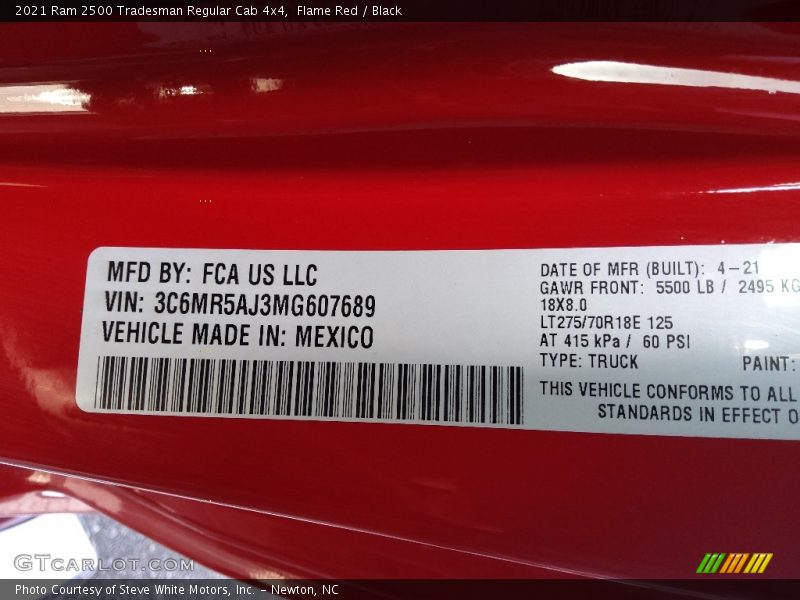 2021 Ram 2500 Tradesman Regular Cab 4x4,  Flame Red / Black
MFD BY: FCA US LLC
VIN: 3C6MR5AJ3MG607689
VEHICLE MADE IN: MEXICO
DATE OF MFR (BUILT): 4-21
GAWR FRONT: 5500 LB / 2495 KG
18X8.0
LT275/70R18E 125
AT 415 kPa / 60 PSI
TYPE: TRUCK PAINT:
THIS VEHICLE CONFORMS TO ALL
STANDARDS IN EFFECT O
GTCARLOT.COM
Photo Courtesy of Steve White Motors, Inc. – Newton, NC